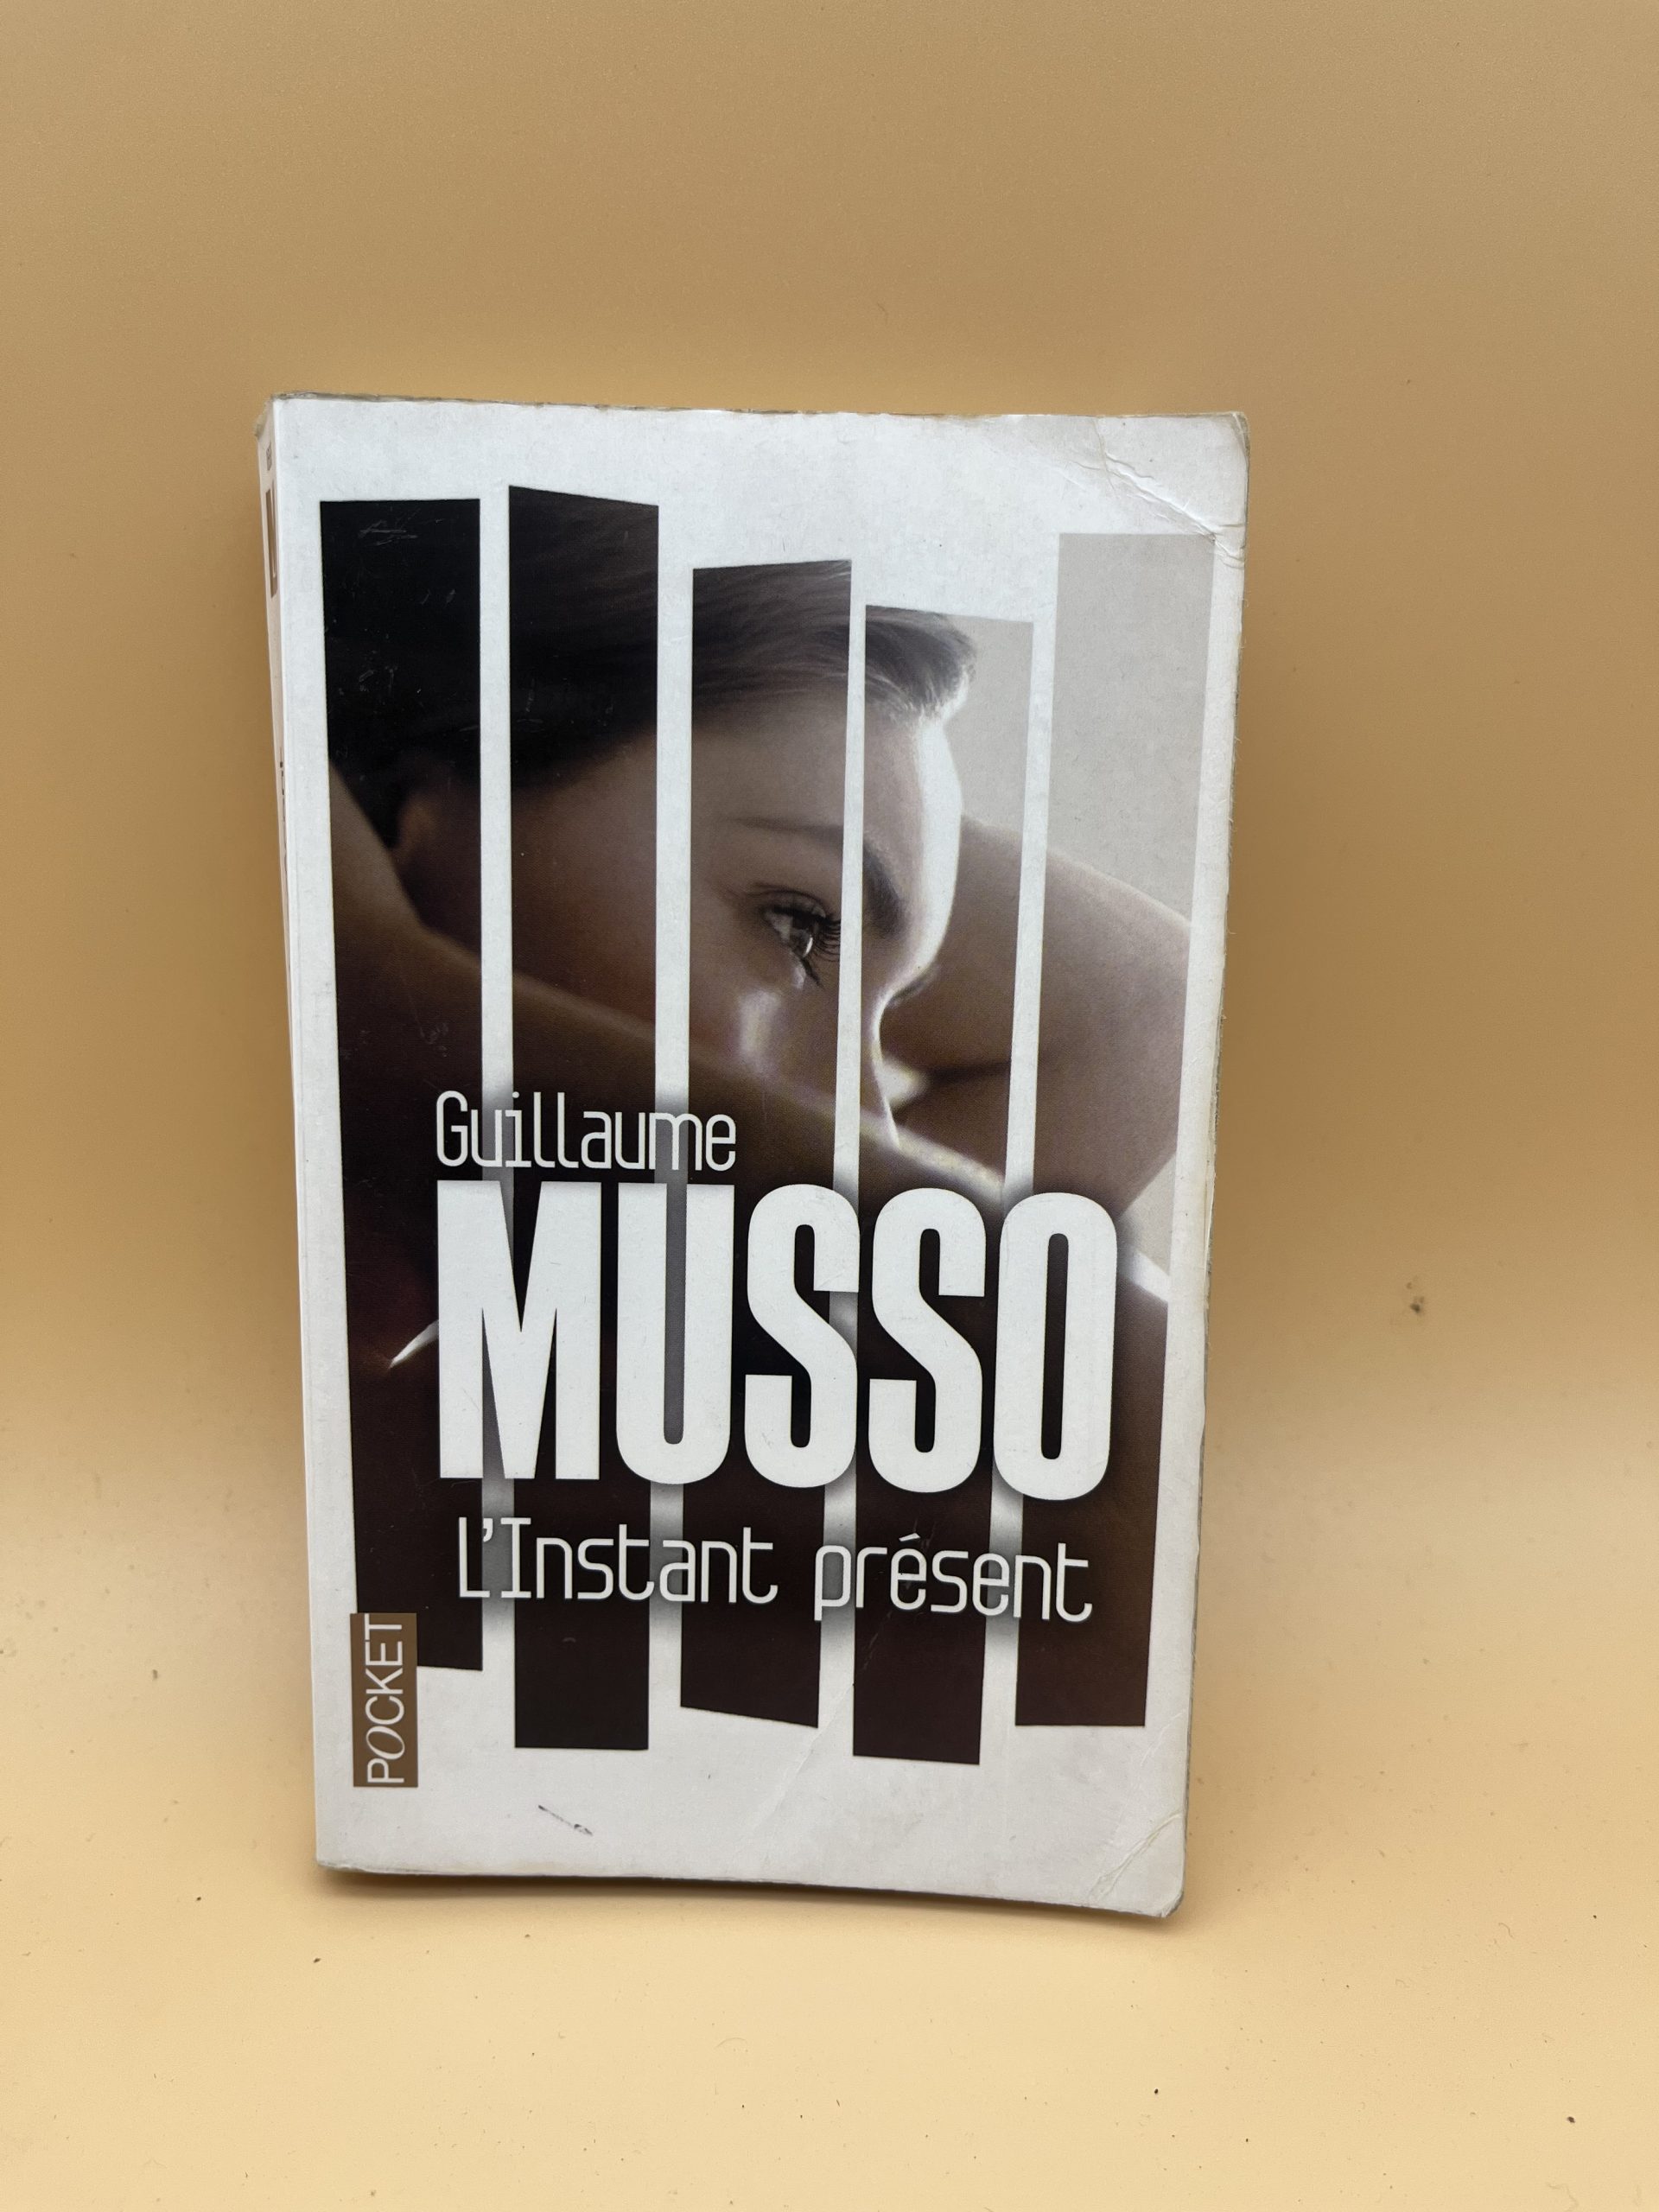 Guillaume
MUSSO
L'Instant présent
POCKET